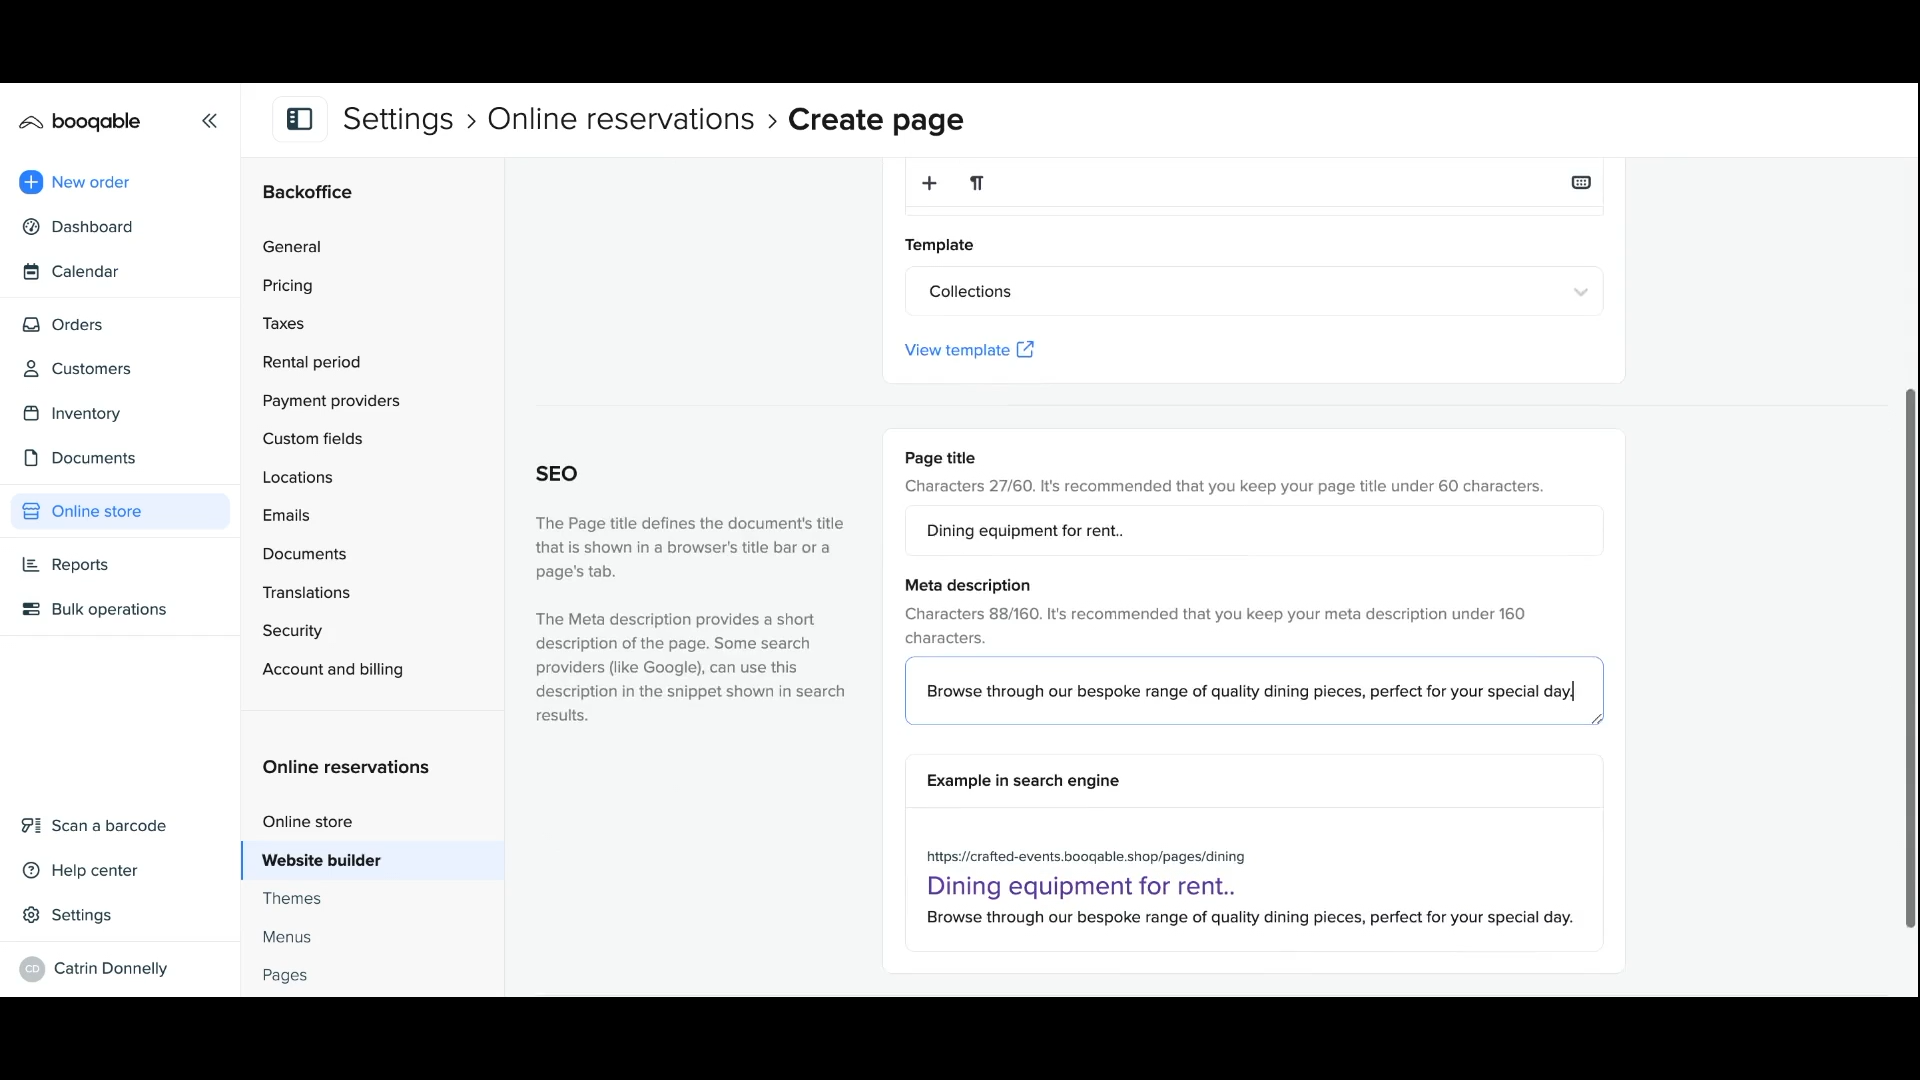 booqable
Settings > Online reservations > Create page
New order
Dashboard
Calendar
Orders
Customers
Inventory
Documents
Online store
Reports
Bulk operations
Scan a barcode
Help center
Settings
CD Catrin Donnelly
Backoffice
General
Pricing
Taxes
Rental period
Payment providers
Custom fields
Locations
Emails
Documents
Translations
Security
Account and billing
Online reservations
Online store
Website builder
Themes
Menus
Pages
SEO
The Page title defines the document's title
that is shown in a browser's title bar or a
page's tab.
The Meta description provides a short
description of the page. Some search
providers (like Google), can use this
description in the snippet shown in search
results.
Template
Collections
View template
Page title
Characters 27/60. It's recommended that you keep your page title under 60 characters.
Dining equipment for rent..
Meta description
Characters 88/160. It's recommended that you keep your meta description under 160
characters.
Browse through our bespoke range of quality dining pieces, perfect for your special day.
Example in search engine
https://crafted-events.booqable.shop/pages/dining
Dining equipment for rent..
Browse through our bespoke range of quality dining pieces, perfect for your special day.